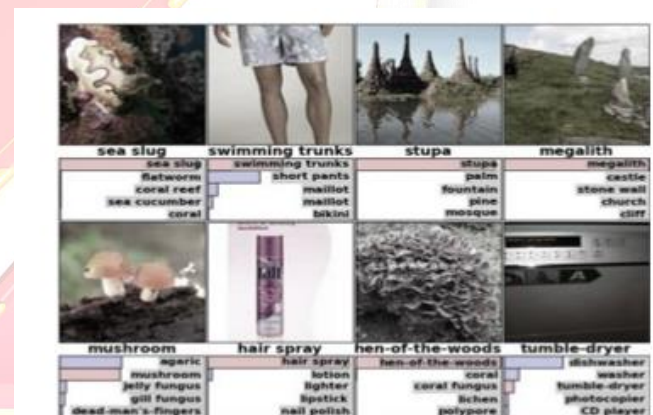 sea slug
swimming trunks
stupa
megalith
sea slug
flatworm
coral reef
sea cucumber
coral
swimming trunks
short pants
maillot
maillot
bikini
stupa
palm
fountain
pine
mosque
megalith
castle
stone wall
church
cliff
mushroom
hair spray
hen-of-the-woods
tumble-dryer
agaric
mushroom
jelly fungus
gill fungus
dead-man's-fingers
hair spray
lotion
lighter
lipstick
nail polish
hen-of-the-woods
coral
coral fungus
lichen
polypore
dishwasher
washer
tumble-dryer
photocopier
CD player